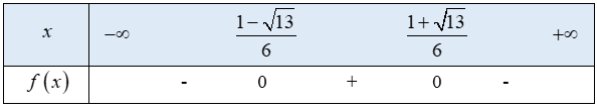 x −∞ (1−√13)/6 (1+√13)/6 +∞
f(x) - 0 + 0 -